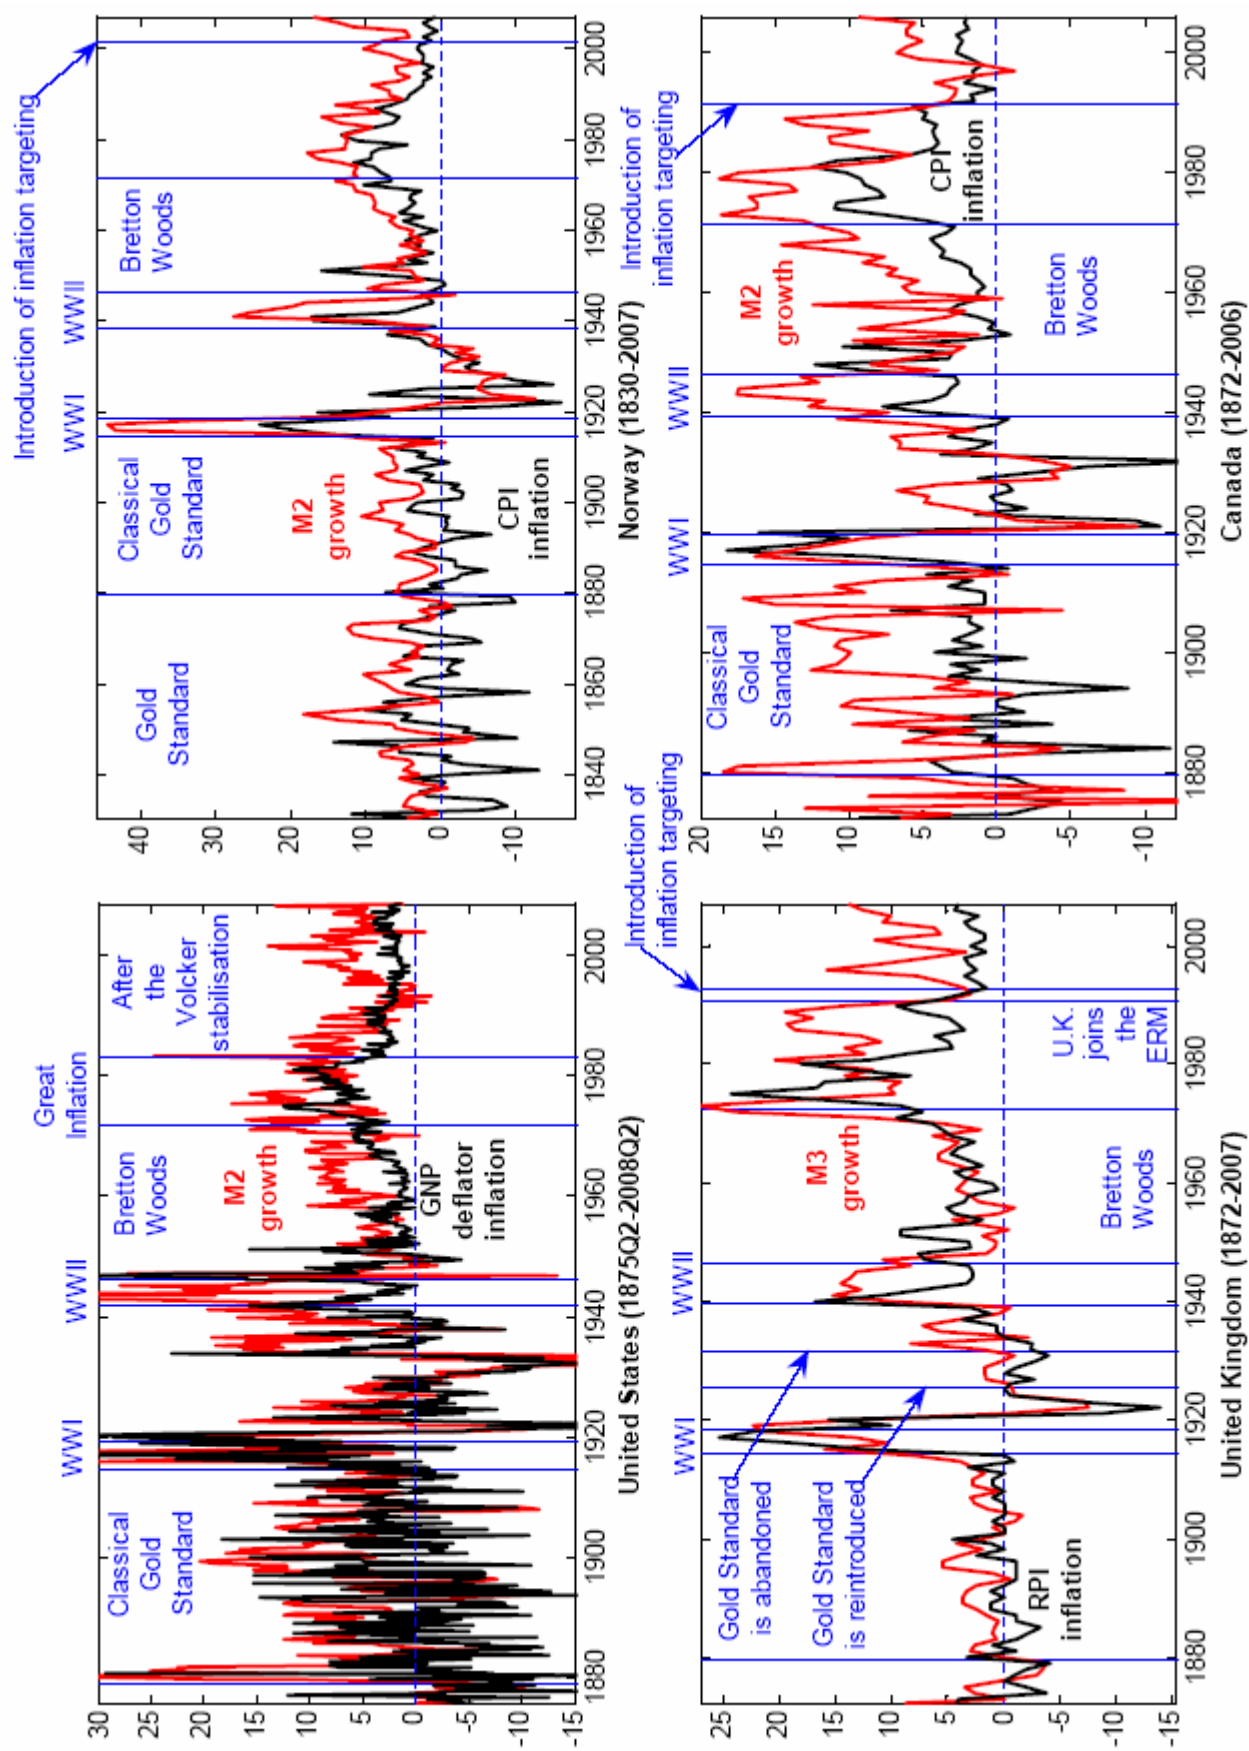 Classical
Gold
Standard
WWI
WWII
Bretton
Woods
Great
Inflation
After
the
Volcker
stabilisation
M2
growth
GNP
deflator
inflation
30
25
20
15
10
5
0
-5
-10
-15
1880
1900
1920
1940
1960
1980
2000
United States (1875Q2-2008Q2)
Gold
Standard
Classical
Gold
Standard
WWI
WWII
Bretton
Woods
Introduction of inflation targeting
M2
growth
CPI
inflation
40
30
20
10
0
-10
1840
1860
1880
1900
1920
1940
1960
1980
2000
Norway (1830-2007)
Gold Standard
is abandoned
Gold Standard
is reintroduced
WWI
WWII
Bretton
Woods
U.K.
joins
the
ERM
Introduction of
inflation targeting
M3
growth
RPI
inflation
25
20
15
10
5
0
-5
-10
-15
1880
1900
1920
1940
1960
1980
2000
United Kingdom (1872-2007)
Classical
Gold
Standard
WWI
WWII
Bretton
Woods
Introduction of
inflation targeting
M2
growth
CPI
inflation
20
15
10
5
0
-5
-10
1880
1900
1920
1940
1960
1980
2000
Canada (1872-2006)